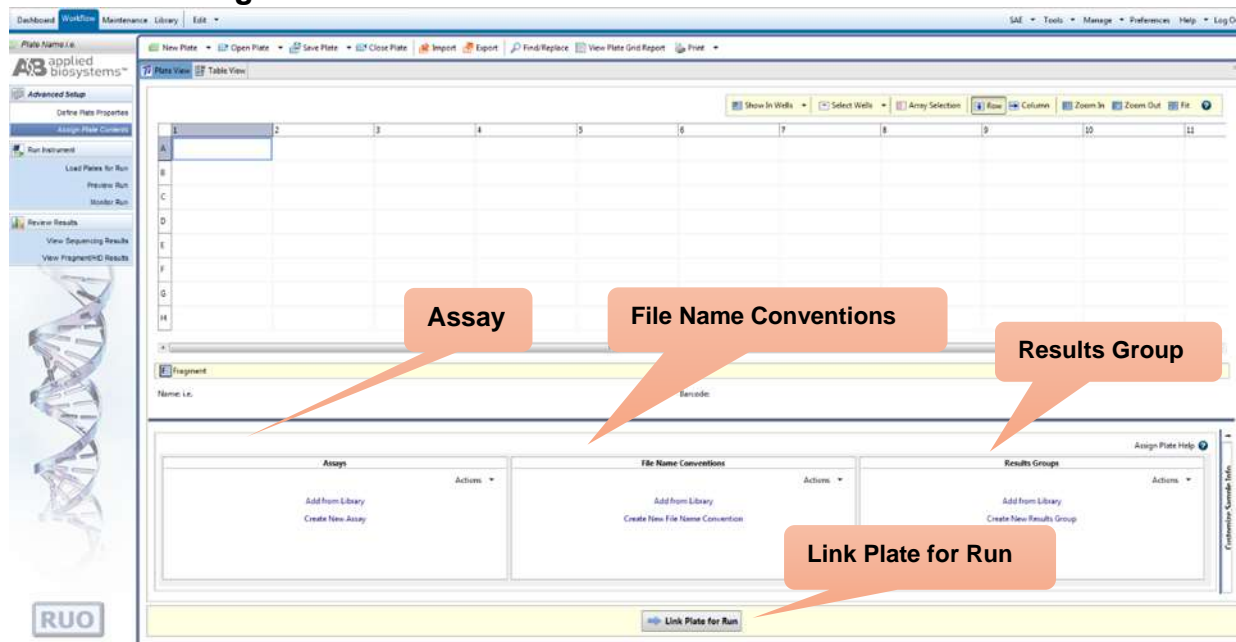 Dashboard Workflow Maintenance Library Edit SAE Tools Manage Preferences Help Log O
Plate Name: i.e.
New Plate Open Plate Save Plate Close Plate Import Export Find/Replace View Plate Grid Report Print
AB applied biosystems™
Plate View Table View
Advanced Setup
Define Plate Properties
Assign Plate Contents
Show In Wells Select Wells Array Selection Row Column Zoom In Zoom Out Fit
1 2 3 4 5 6 7 8 9 10 11
A
B
C
D
E
F
G
H
Run Instrument
Load Plates for Run
Preview Run
Monitor Run
Review Results
View Sequencing Results
View Fragment/HID Results
Assay
File Name Conventions
Results Group
Fragment
Name: i.e. Barcode:
Assign Plate Help
Assays File Name Conventions Results Groups
Actions Actions Actions
Add from Library Add from Library Add from Library
Create New Assay Create New File Name Convention Create New Results Group
Customize Sample Info
Link Plate for Run
RUO
Link Plate for Run